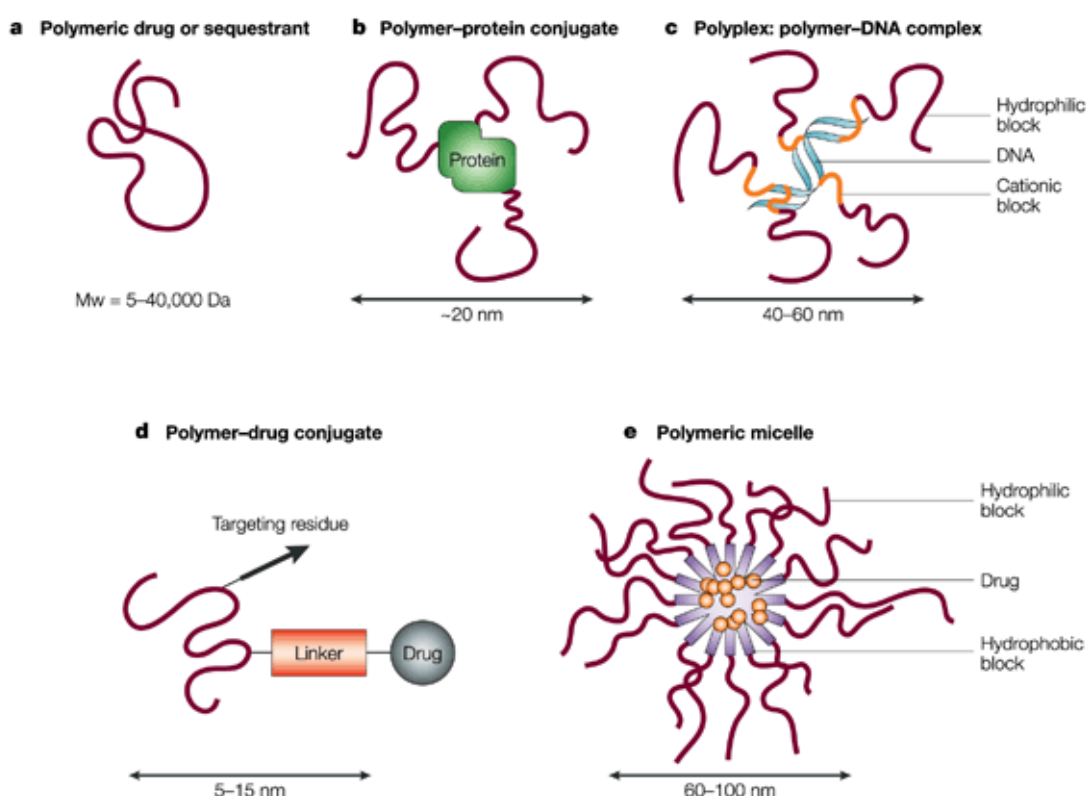 a Polymeric drug or sequestrant
b Polymer–protein conjugate
c Polyplex: polymer–DNA complex
Protein
Hydrophilic
block
DNA
Cationic
block
Mw = 5–40,000 Da
~20 nm
40–60 nm
d Polymer–drug conjugate
e Polymeric micelle
Targeting residue
Linker
Drug
Hydrophilic
block
Drug
Hydrophobic
block
5–15 nm
60–100 nm